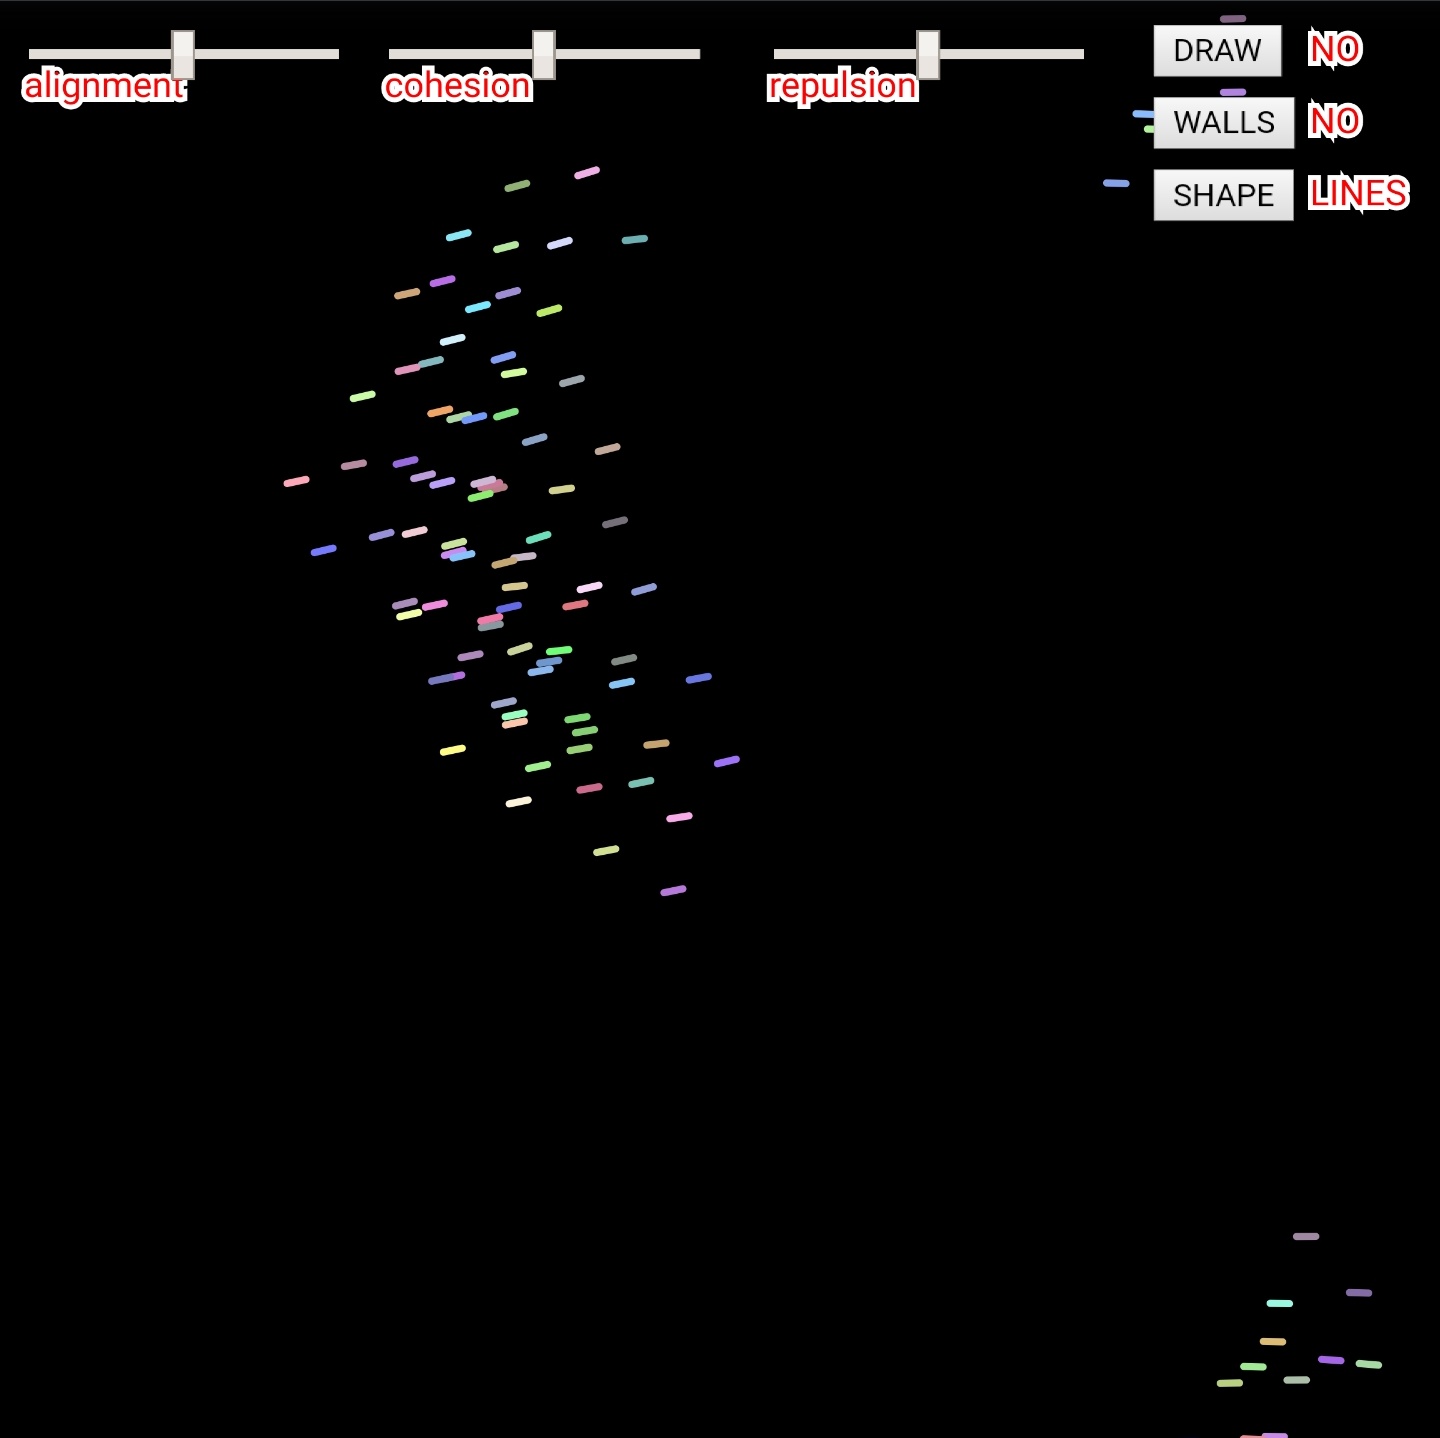 alignment
cohesion
repulsion
DRAW NO
WALLS NO
SHAPE LINES